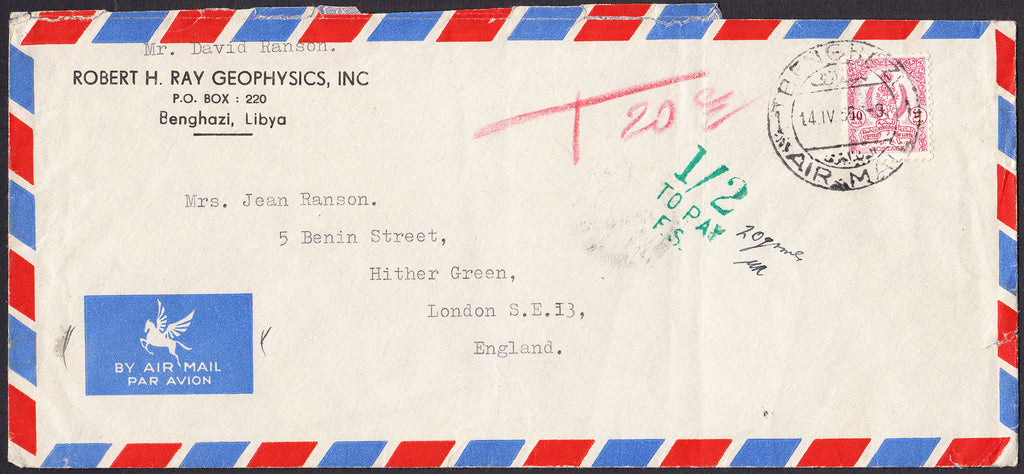 Mr. David Ranson.
ROBERT H. RAY GEOPHYSICS, INC
P.O. BOX : 220
Benghazi, Libya
T 20
1/2
TO PAY
F.S.
AIR MAIL
14.IV.
Mrs. Jean Ranson.
5 Benin Street,
Hither Green,
London S.E.13,
England.
BY AIR MAIL
PAR AVION